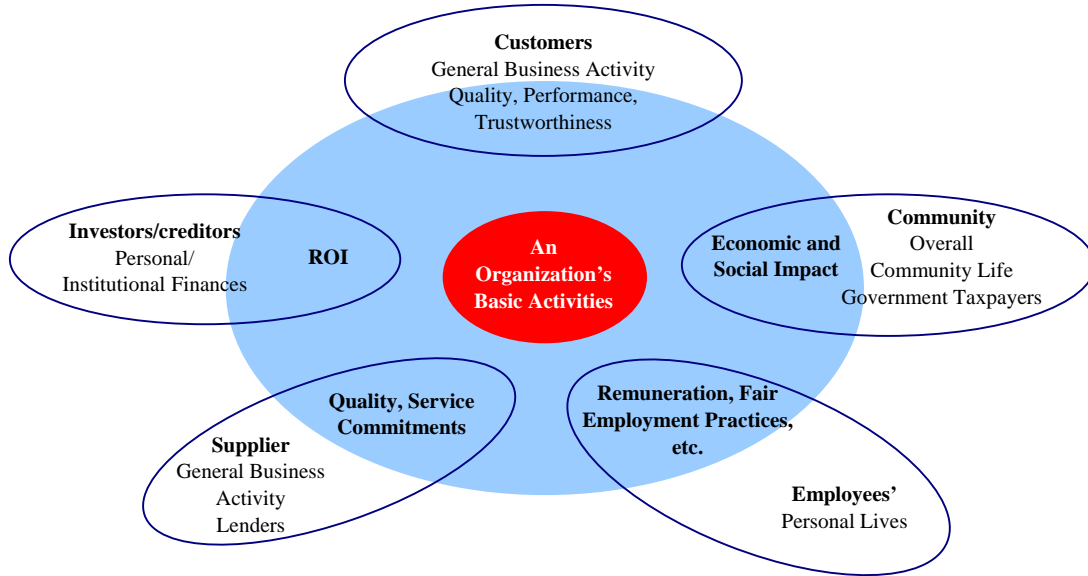 Customers
General Business Activity
Quality, Performance,
Trustworthiness
Investors/creditors
Personal/
Institutional Finances
ROI
An
Organization’s
Basic Activities
Economic and
Social Impact
Community
Overall
Community Life
Government Taxpayers
Quality, Service
Commitments
Supplier
General Business
Activity
Lenders
Remuneration, Fair
Employment Practices,
etc.
Employees’
Personal Lives